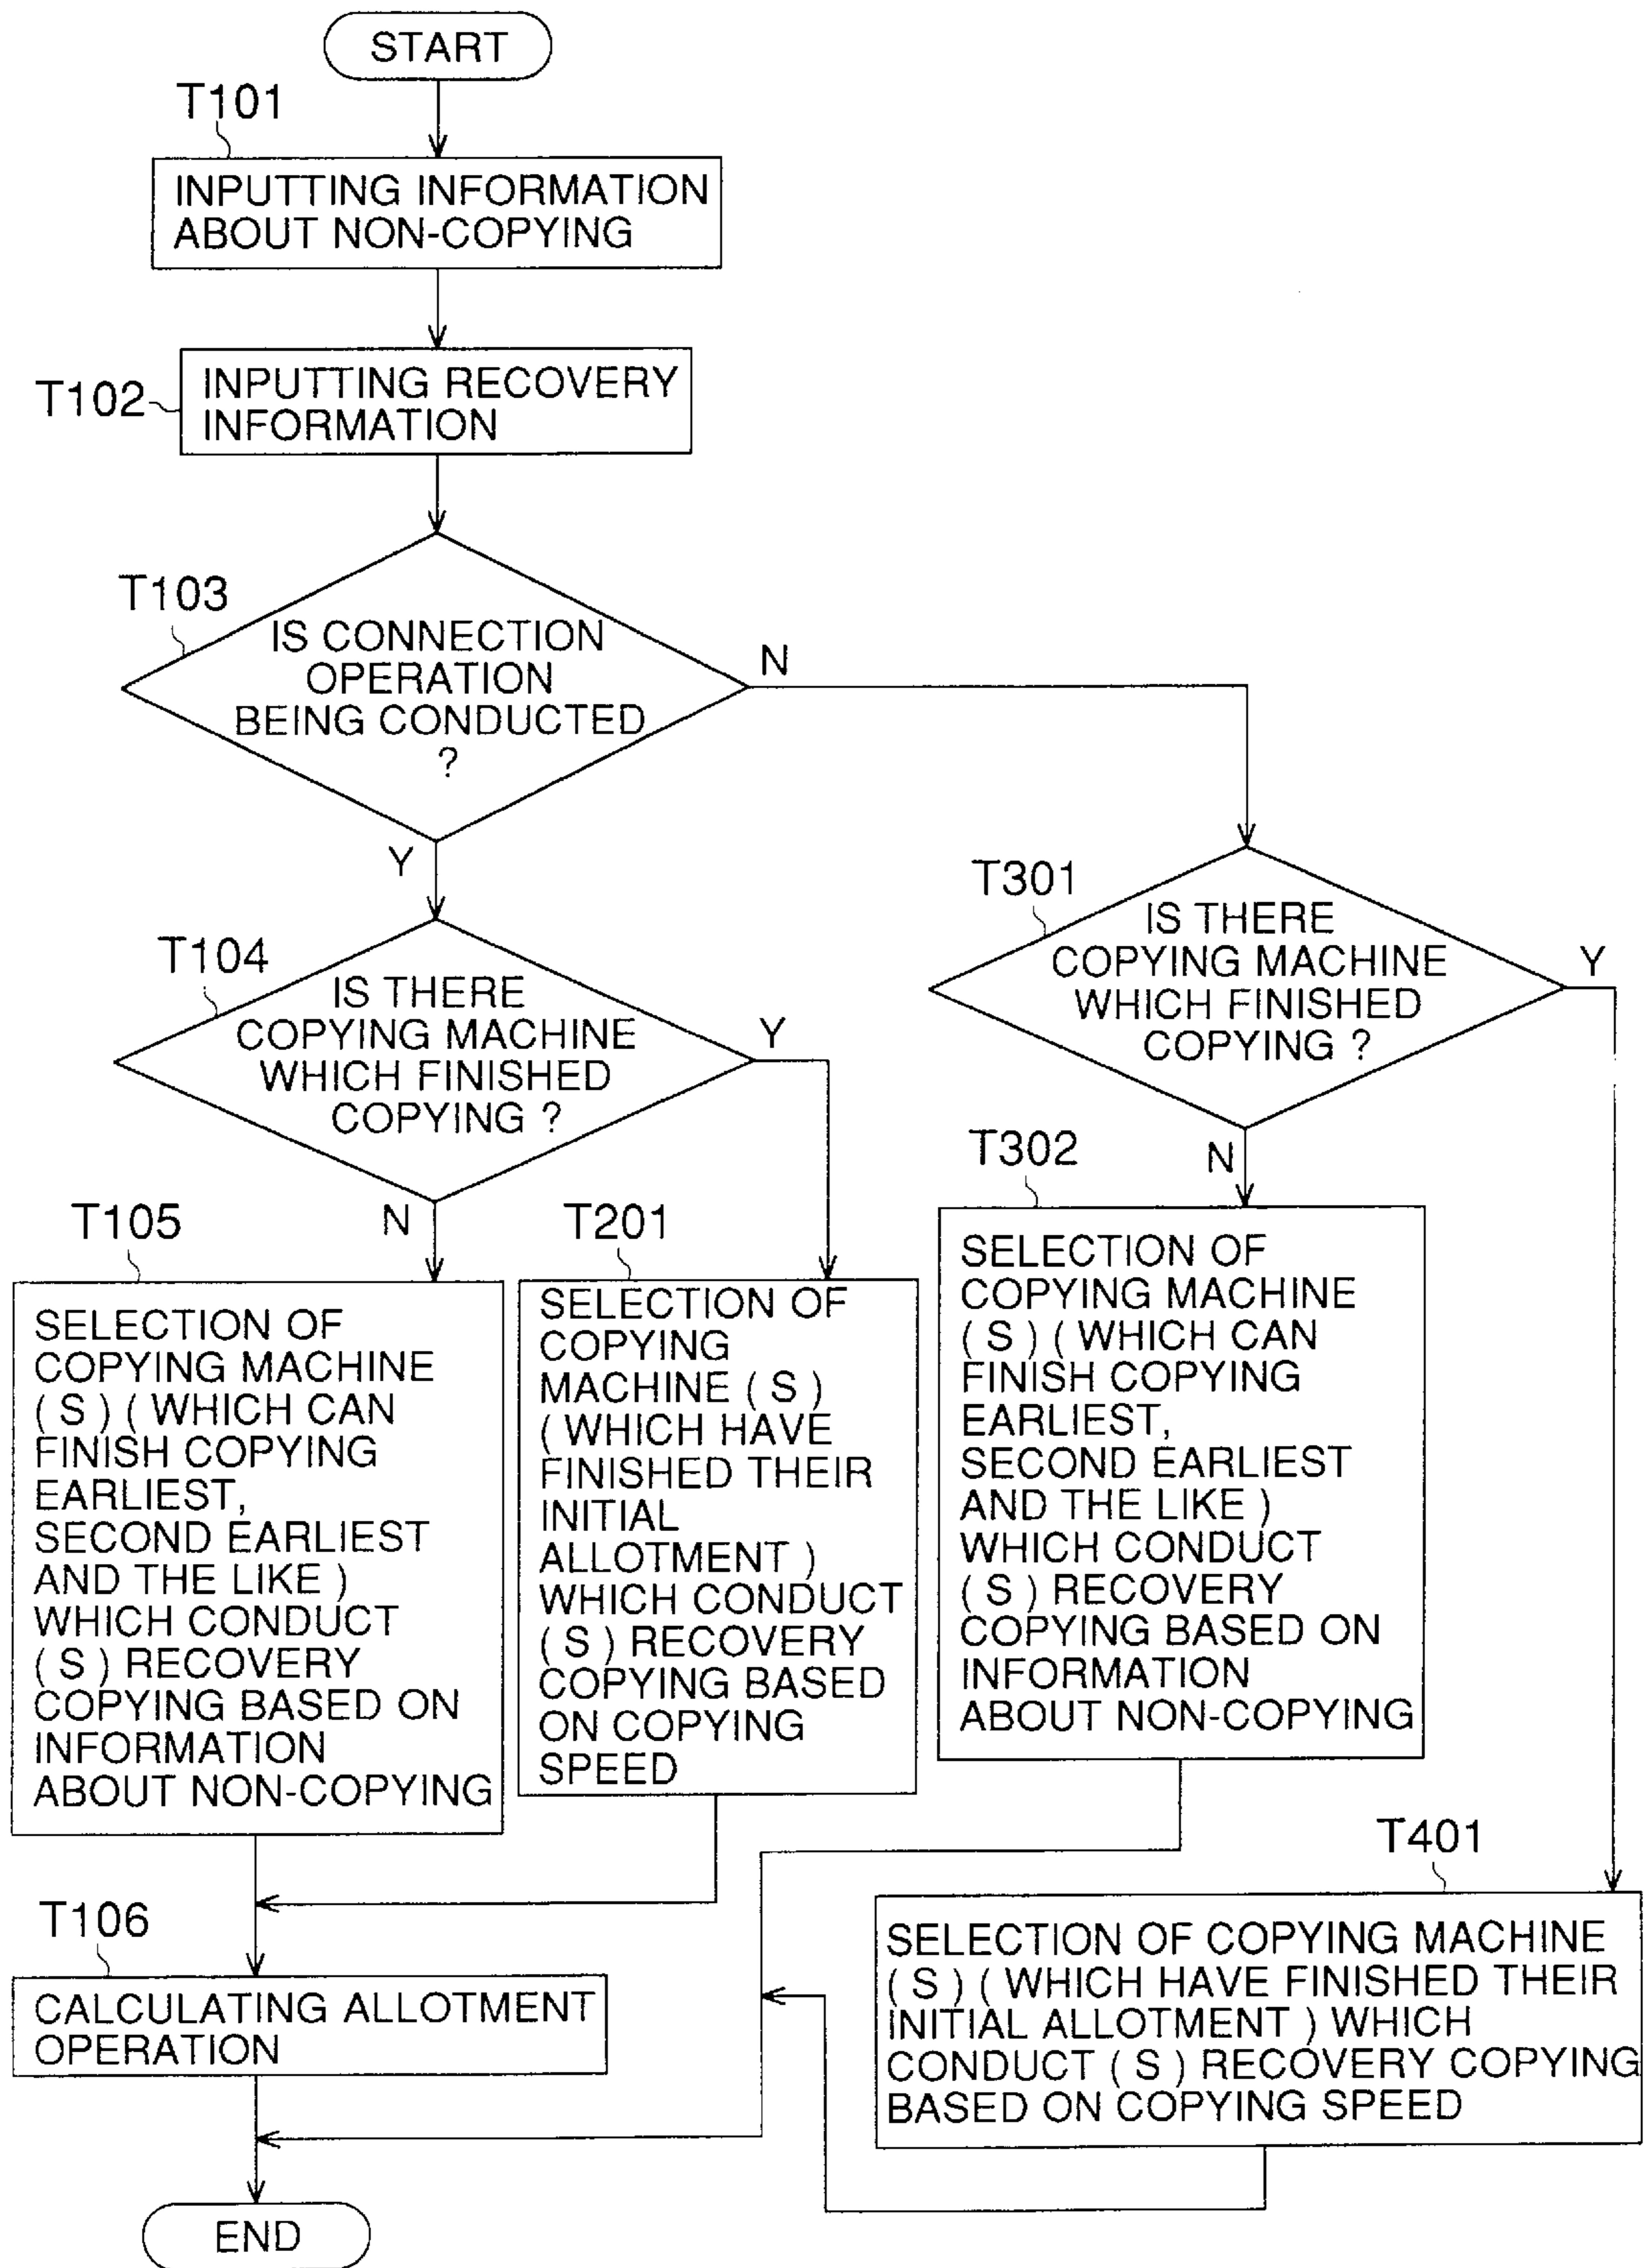 START
T101
INPUTTING INFORMATION
ABOUT NON-COPYING
T102
INPUTTING RECOVERY
INFORMATION
T103
IS CONNECTION
OPERATION
BEING CONDUCTED
?
N
Y
T104
IS THERE
COPYING MACHINE
WHICH FINISHED
COPYING ?
Y
N
T301
IS THERE
COPYING MACHINE
WHICH FINISHED
COPYING ?
Y
N
T105
SELECTION OF
COPYING MACHINE
( S ) ( WHICH CAN
FINISH COPYING
EARLIEST,
SECOND EARLIEST
AND THE LIKE )
WHICH CONDUCT
( S ) RECOVERY
COPYING BASED ON
INFORMATION
ABOUT NON-COPYING
T201
SELECTION OF
COPYING
MACHINE ( S )
( WHICH HAVE
FINISHED THEIR
INITIAL
ALLOTMENT )
WHICH CONDUCT
( S ) RECOVERY
COPYING BASED
ON COPYING
SPEED
T302
SELECTION OF
COPYING MACHINE
( S ) ( WHICH CAN
FINISH COPYING
EARLIEST,
SECOND EARLIEST
AND THE LIKE )
WHICH CONDUCT
( S ) RECOVERY
COPYING BASED ON
INFORMATION
ABOUT NON-COPYING
T401
SELECTION OF COPYING MACHINE
( S ) ( WHICH HAVE FINISHED THEIR
INITIAL ALLOTMENT ) WHICH
CONDUCT ( S ) RECOVERY COPYING
BASED ON COPYING SPEED
T106
CALCULATING ALLOTMENT
OPERATION
END